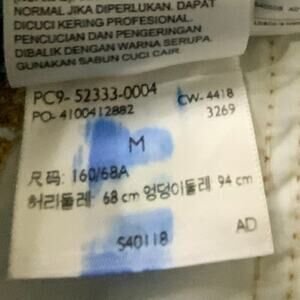 NORMAL JIKA DIPERLUKAN. DAPAT
DICUCI KERING PROFESIONAL.
PENCUCIAN DAN PENGERINGAN
DIBALIK DENGAN WARNA SERUPA.
GUNAKAN SABUN CUCI CAIR.
PC9- 52333-0004
PO- 4100412882
CW- 4418
3269
M
尺码: 160/68A
허리둘레 68 cm 엉덩이둘레 94 cm
S40118
AD